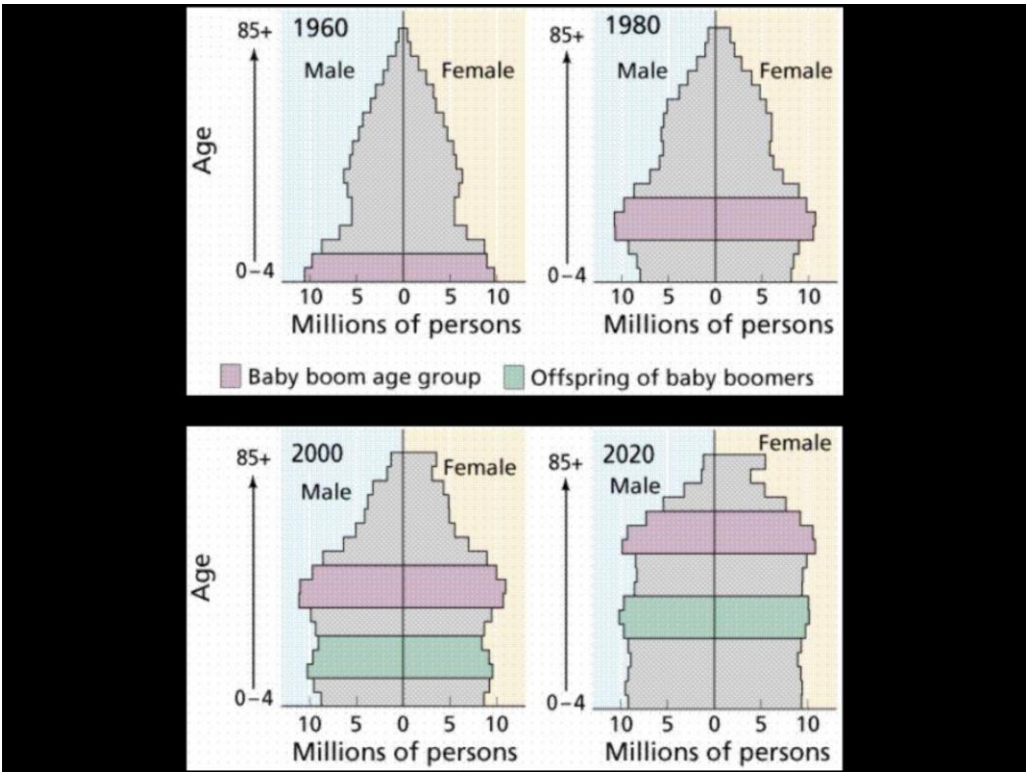 1960
85+
Male
Female
Age
0–4
10 5 0 5 10
Millions of persons
1980
85+
Male
Female
0–4
10 5 0 5 10
Millions of persons
Baby boom age group
Offspring of baby boomers
2000
85+
Male
Female
Age
0–4
10 5 0 5 10
Millions of persons
2020
85+
Male
Female
0–4
10 5 0 5 10
Millions of persons